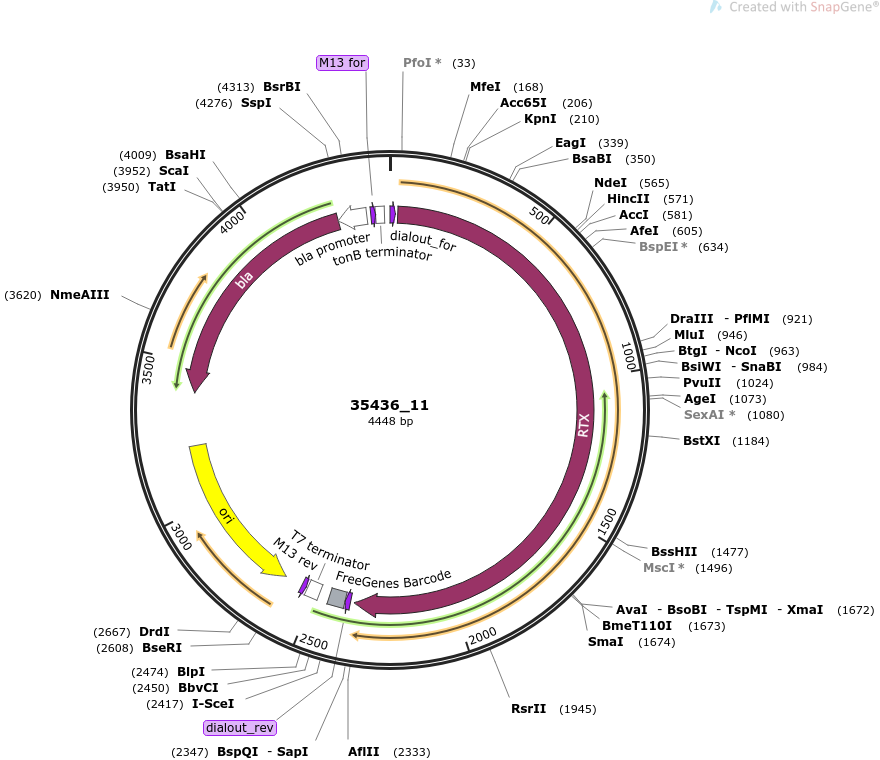 Created with SnapGene®
M13 for
PfoI * (33)
(4313) BsrBI
(4276) SspI
MfeI (168)
Acc65I (206)
KpnI (210)
EagI (339)
BsaBI (350)
(4009) BsaHI
(3952) ScaI
(3950) TatI
NdeI (565)
HincII (571)
AccI (581)
AfeI (605)
BspEI * (634)
4000
500
bla promoter
tonB terminator
dialout_for
bla
(3620) NmeAIII
DraIII - PflMI (921)
MluI (946)
BtgI - NcoI (963)
BsiWI - SnaBI (984)
PvuII (1024)
AgeI (1073)
SexAI * (1080)
BstXI (1184)
3500
1000
35436_11
4448 bp
RTX
ori
3000
1500
T7 terminator
M13 rev
FreeGenes Barcode
BssHII (1477)
MscI * (1496)
AvaI - BsoBI - TspMI - XmaI (1672)
BmeT110I (1673)
SmaI (1674)
(2667) DrdI
(2608) BseRI
2500
2000
(2474) BlpI
(2450) BbvCI
(2417) I-SceI
RsrII (1945)
dialout_rev
(2347) BspQI - SapI
AflII (2333)